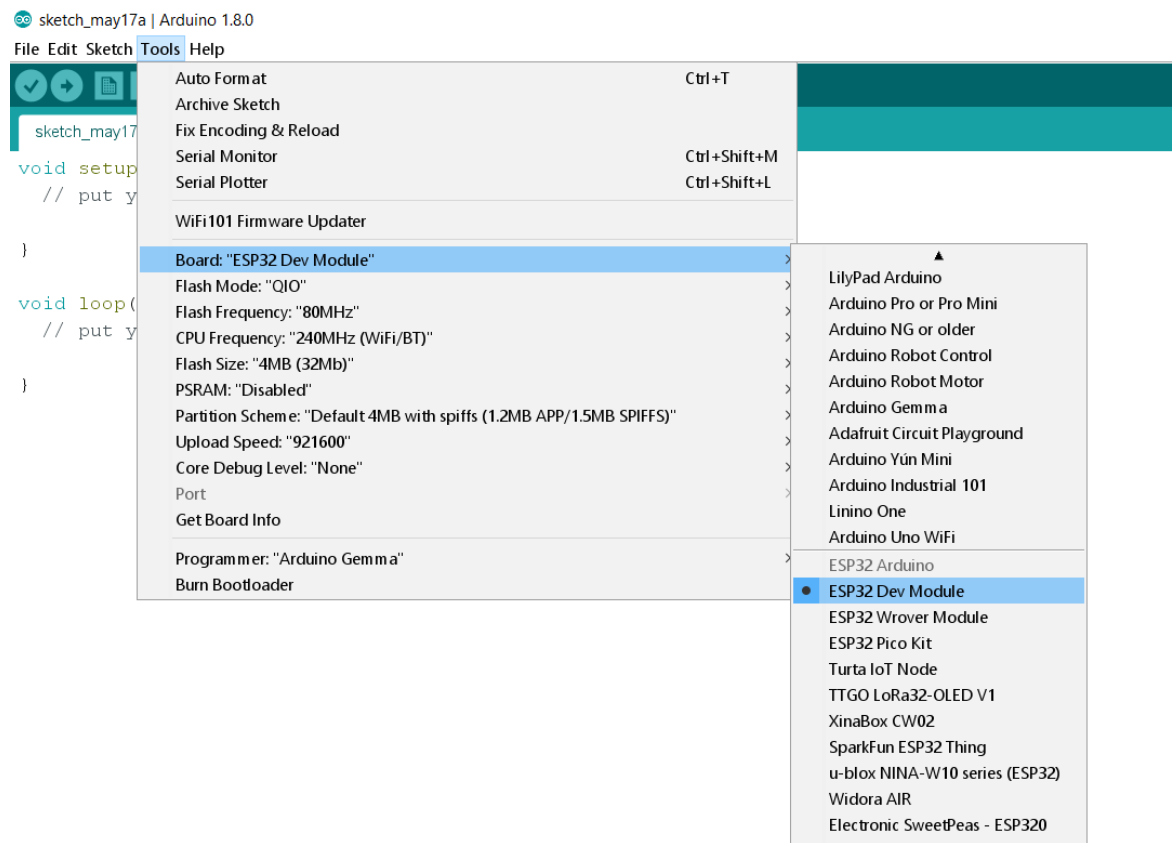 sketch_may17a | Arduino 1.8.0
File Edit Sketch Tools Help
sketch_may17
void setup
// put y
}
void loop(
// put y
}
Auto Format Ctrl+T
Archive Sketch
Fix Encoding & Reload
Serial Monitor Ctrl+Shift+M
Serial Plotter Ctrl+Shift+L
WiFi101 Firmware Updater
Board: "ESP32 Dev Module"
Flash Mode: "QIO"
Flash Frequency: "80MHz"
CPU Frequency: "240MHz (WiFi/BT)"
Flash Size: "4MB (32Mb)"
PSRAM: "Disabled"
Partition Scheme: "Default 4MB with spiffs (1.2MB APP/1.5MB SPIFFS)"
Upload Speed: "921600"
Core Debug Level: "None"
Port
Get Board Info
Programmer: "Arduino Gemma"
Burn Bootloader
LilyPad Arduino
Arduino Pro or Pro Mini
Arduino NG or older
Arduino Robot Control
Arduino Robot Motor
Arduino Gemma
Adafruit Circuit Playground
Arduino Yún Mini
Arduino Industrial 101
Linino One
Arduino Uno WiFi
ESP32 Arduino
ESP32 Dev Module
ESP32 Wrover Module
ESP32 Pico Kit
Turta IoT Node
TTGO LoRa32-OLED V1
XinaBox CW02
SparkFun ESP32 Thing
u-blox NINA-W10 series (ESP32)
Widora AIR
Electronic SweetPeas - ESP320